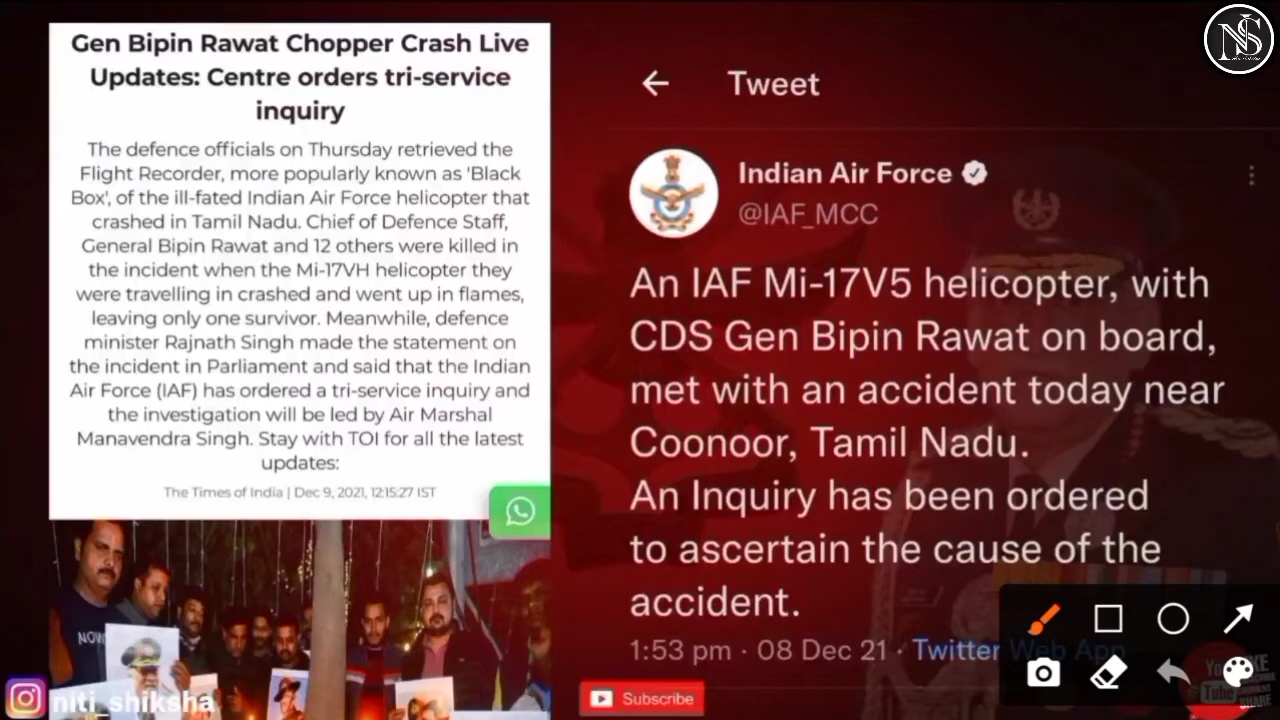 Gen Bipin Rawat Chopper Crash Live
Updates: Centre orders tri-service
inquiry
The defence officials on Thursday retrieved the
Flight Recorder, more popularly known as 'Black
Box', of the ill-fated Indian Air Force helicopter that
crashed in Tamil Nadu. Chief of Defence Staff,
General Bipin Rawat and 12 others were killed in
the incident when the Mi-17VH helicopter they
were travelling in crashed and went up in flames,
leaving only one survivor. Meanwhile, defence
minister Rajnath Singh made the statement on
the incident in Parliament and said that the Indian
Air Force (IAF) has ordered a tri-service inquiry and
the investigation will be led by Air Marshal
Manavendra Singh. Stay with TOI for all the latest
updates:
The Times of India | Dec 9, 2021, 12:15:27 IST
NOW
niti_shiksha
NS
Tweet
Indian Air Force
@IAF_MCC
An IAF Mi-17V5 helicopter, with
CDS Gen Bipin Rawat on board,
met with an accident today near
Coonoor, Tamil Nadu.
An Inquiry has been ordered
to ascertain the cause of the
accident.
1:53 pm · 08 Dec 21 · Twitter Web App
Subscribe
You
Tube
SHARE